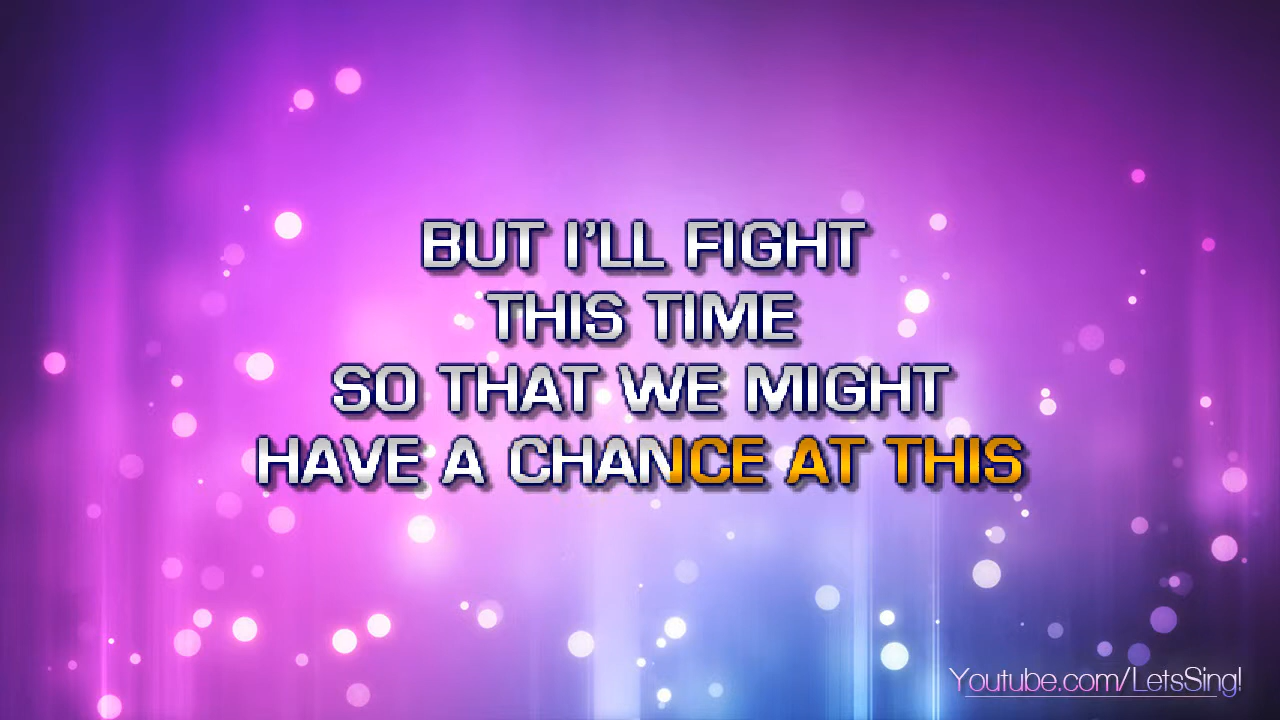 BUT I'LL FIGHT
THIS TIME
SO THAT WE MIGHT
HAVE A CHANCE AT THIS
Youtube.com/LetsSing!